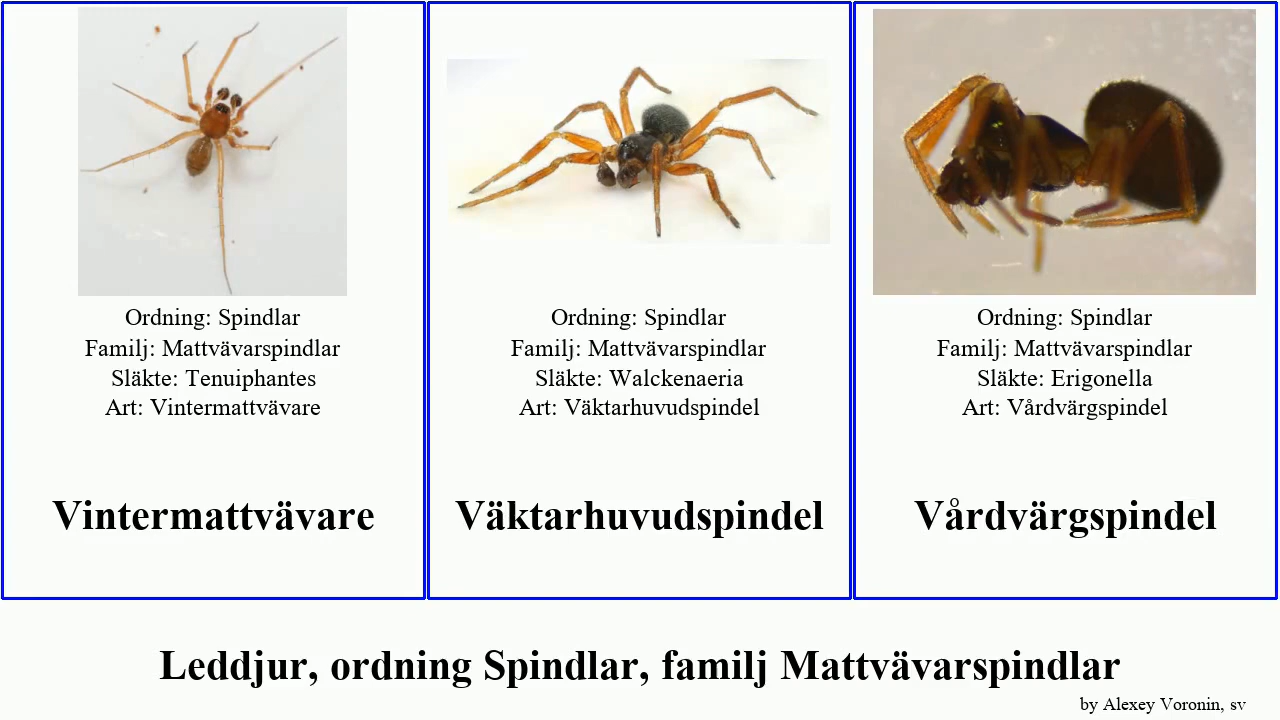 Ordning: Spindlar
Familj: Mattvävarspindlar
Släkte: Tenuiphantes
Art: Vintermattvävare
Vintermattvävare
Ordning: Spindlar
Familj: Mattvävarspindlar
Släkte: Walckenaeria
Art: Väktarhuvudspindel
Väktarhuvudspindel
Ordning: Spindlar
Familj: Mattvävarspindlar
Släkte: Erigonella
Art: Vårdvärgspindel
Vårdvärgspindel
Leddjur, ordning Spindlar, familj Mattvävarspindlar
by Alexey Voronin, sv